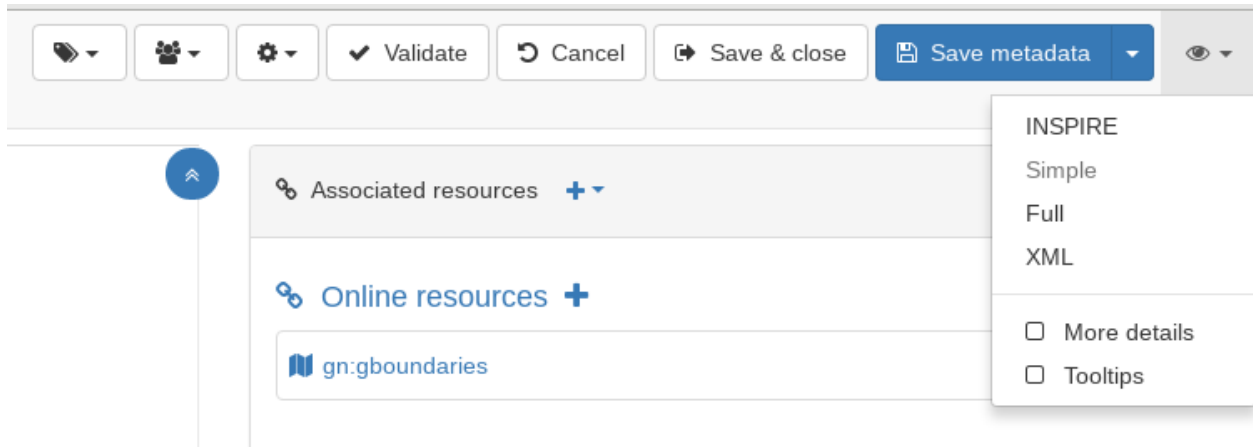 Validate
Cancel
Save & close
Save metadata
INSPIRE
Simple
Full
XML
More details
Tooltips
Associated resources
Online resources
gn:gboundaries